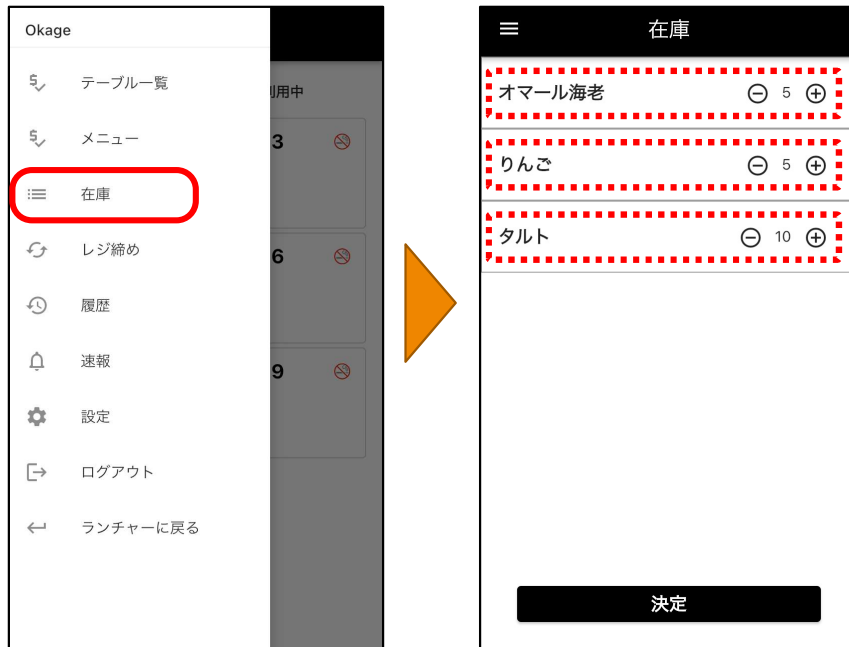 Okage
テーブル一覧
メニュー
在庫
レジ締め
履歴
速報
設定
ログアウト
ランチャーに戻る
利用中
3
6
9
在庫
オマール海老 5
りんご 5
タルト 10
決定